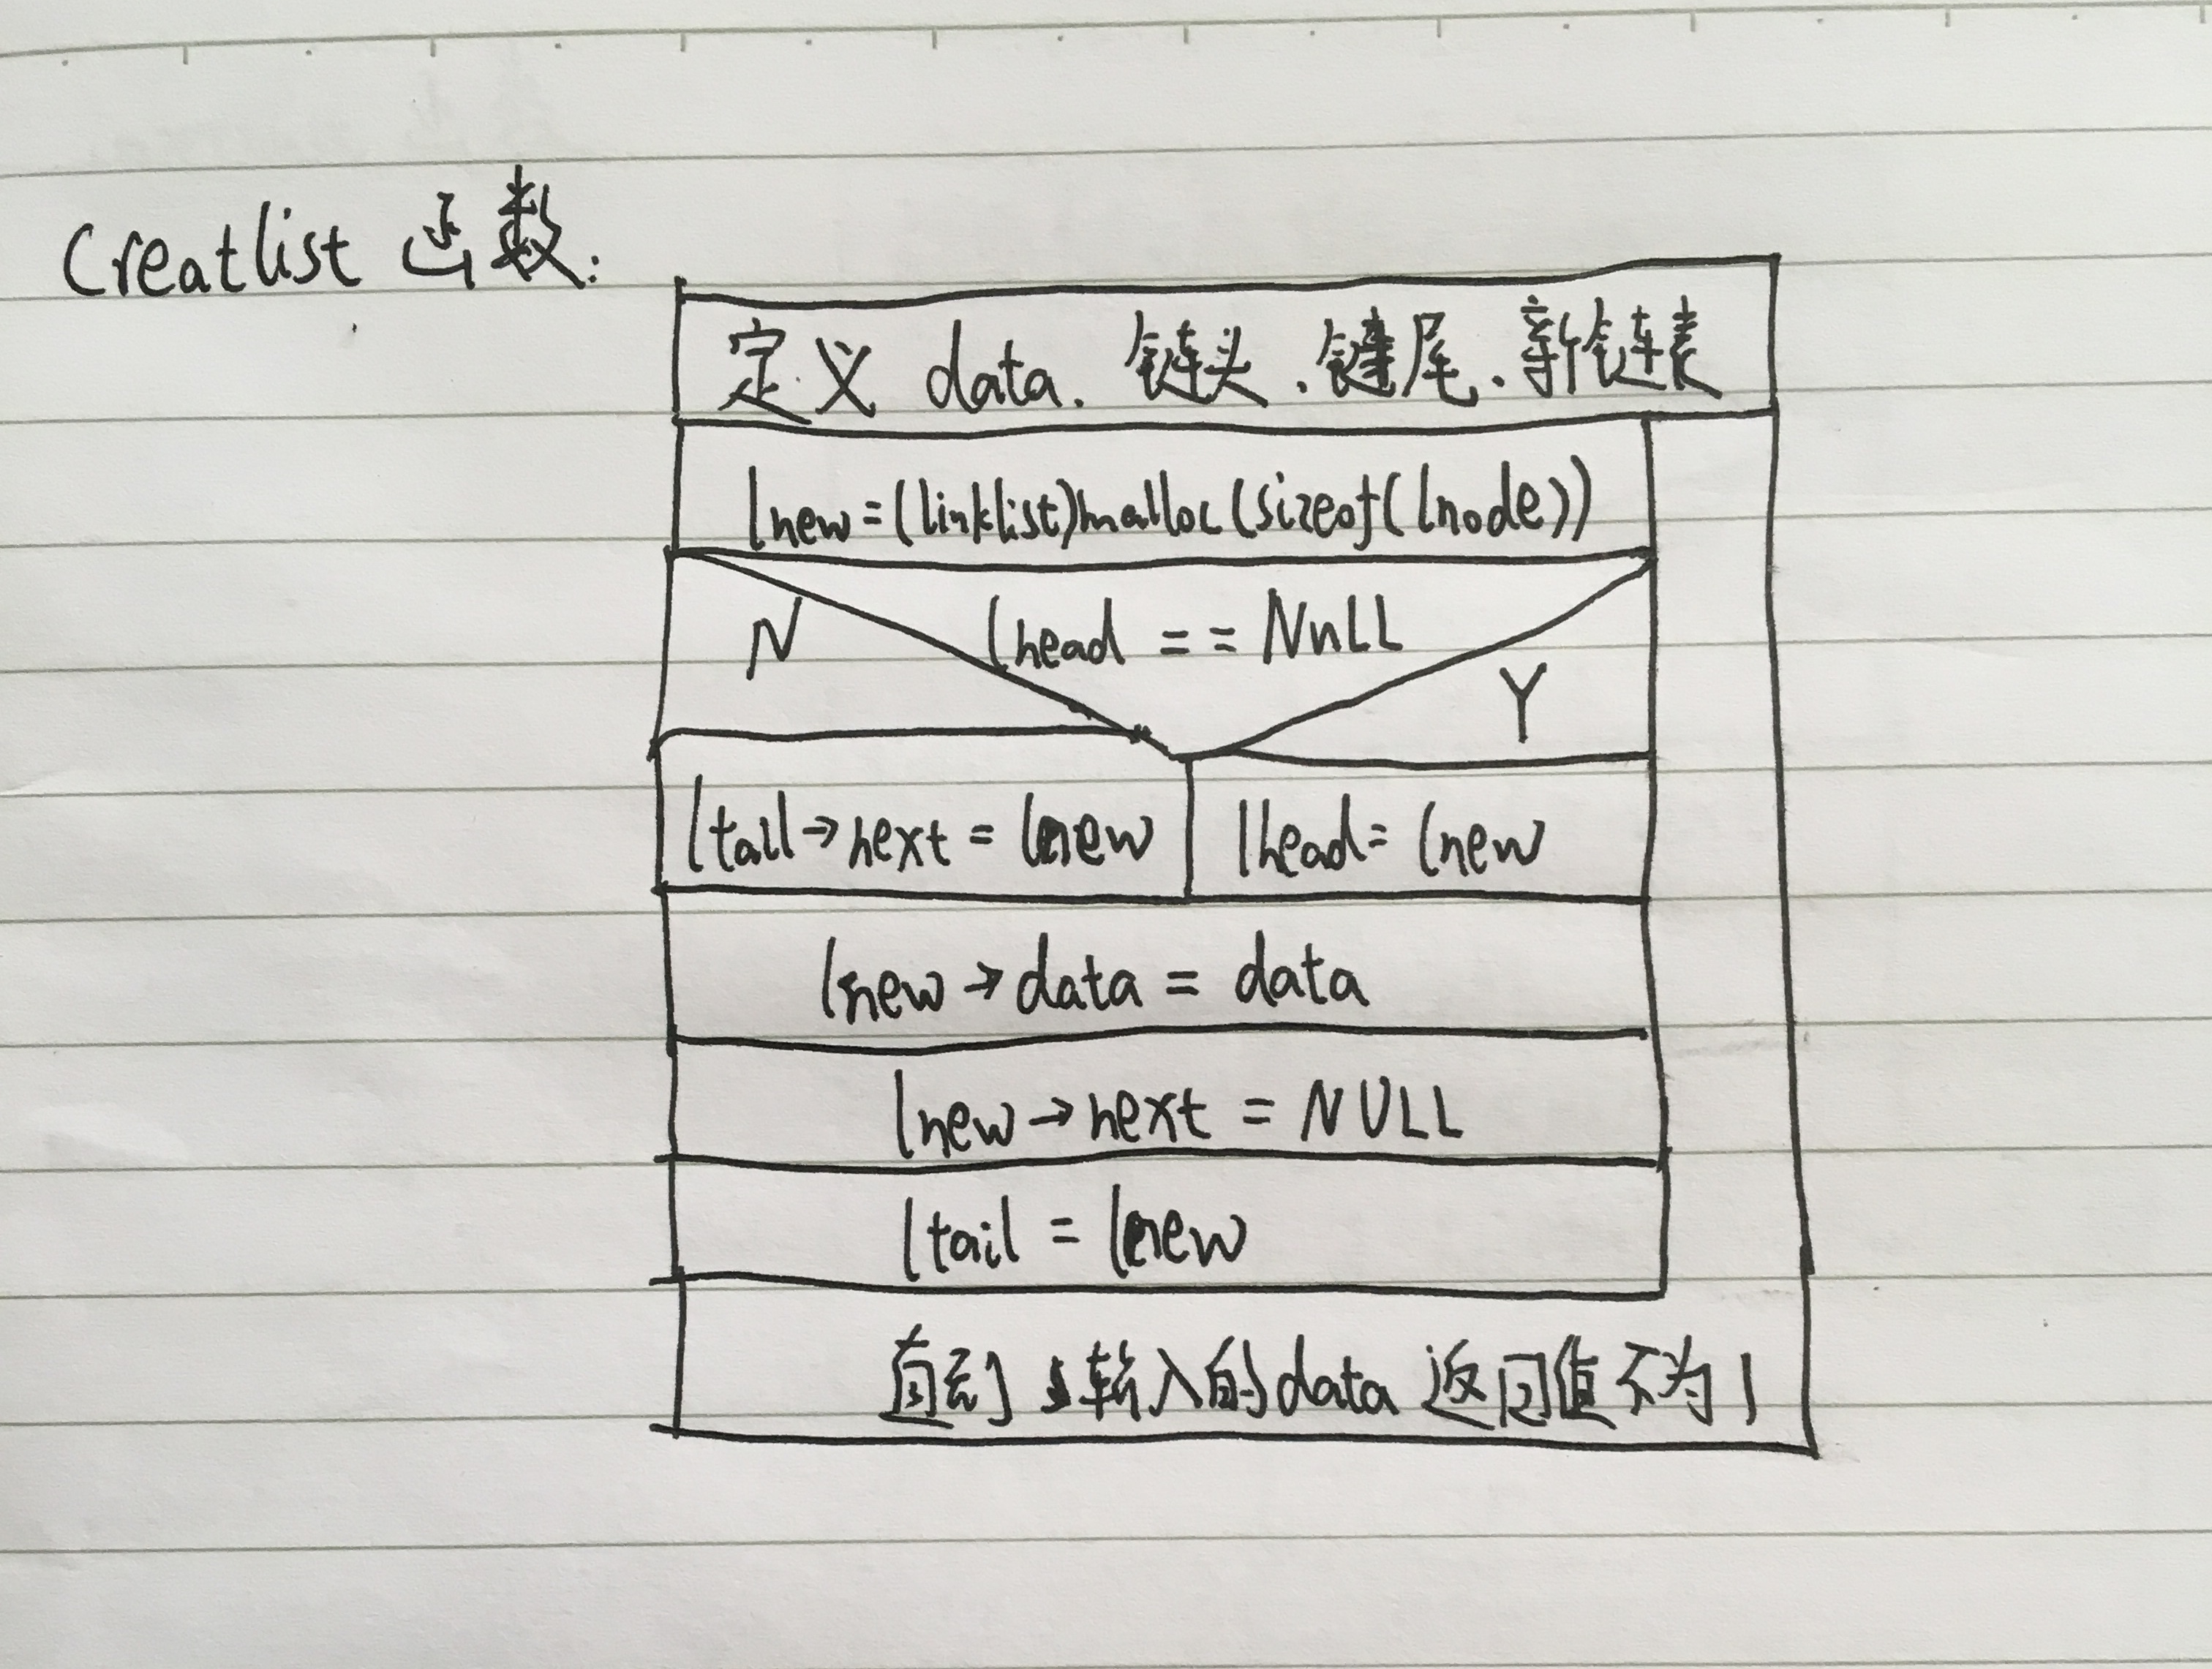 Creatlist 函数:
定义 data. 链头、链尾、新链表
lnew=(linklist)malloc(sizeof(lnode))
N lhead == NnLL Y
ltail→next = lnew lhead= lnew
lnew→data = data
lnew→next = NULL
ltail = lnew
直到输入的data 返回值不为1